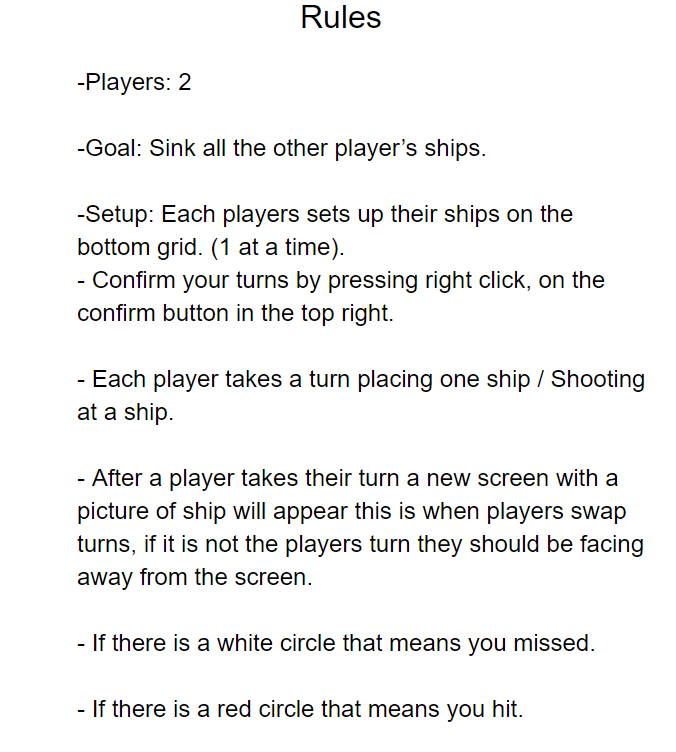 Rules
-Players: 2
-Goal: Sink all the other player’s ships.
-Setup: Each players sets up their ships on the
bottom grid. (1 at a time).
- Confirm your turns by pressing right click, on the
confirm button in the top right.
- Each player takes a turn placing one ship / Shooting
at a ship.
- After a player takes their turn a new screen with a
picture of ship will appear this is when players swap
turns, if it is not the players turn they should be facing
away from the screen.
- If there is a white circle that means you missed.
- If there is a red circle that means you hit.